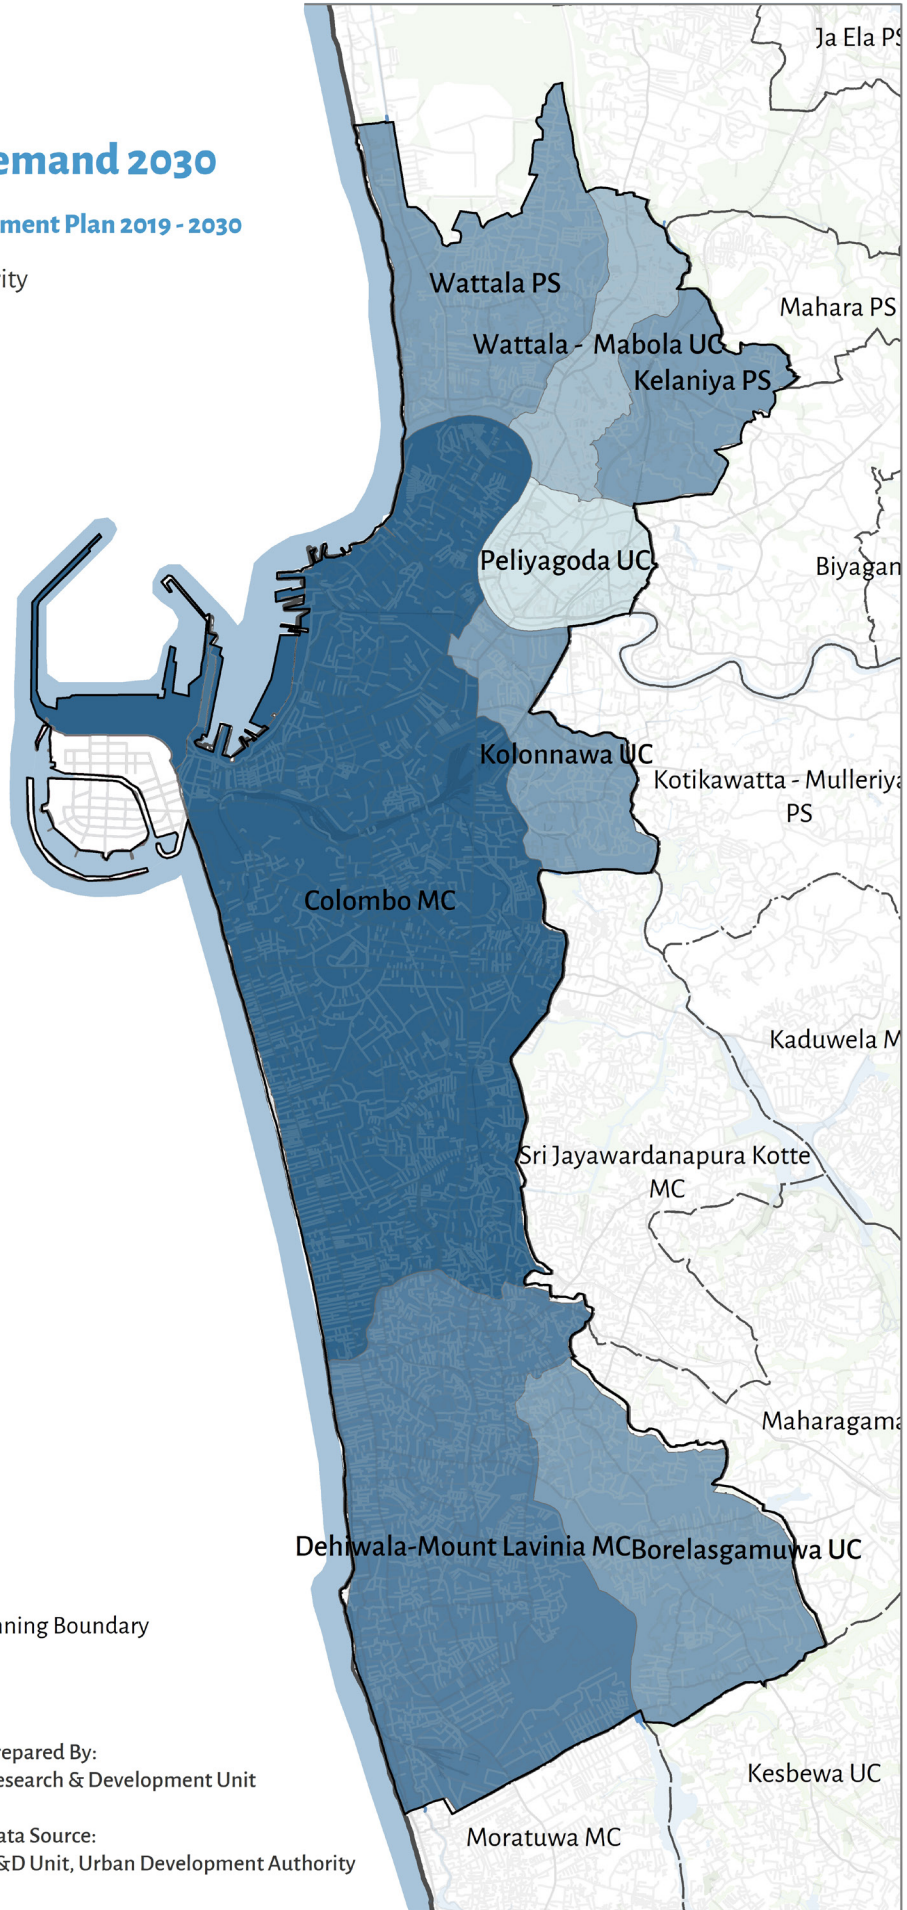 emand 2030
ment Plan 2019 - 2030
ity
Ja Ela PS
Wattala PS
Mahara PS
Wattala - Mabola UC
Kelaniya PS
Peliyagoda UC
Biyagan
Kolonnawa UC
Kotikawatta - Mulleriya
PS
Colombo MC
Kaduwela M
Sri Jayawardanapura Kotte
MC
Maharagama
Dehiwala-Mount Lavinia MC
Borelasgamuwa UC
nning Boundary
repared By:
esearch & Development Unit
Kesbewa UC
ata Source:
&D Unit, Urban Development Authority
Moratuwa MC